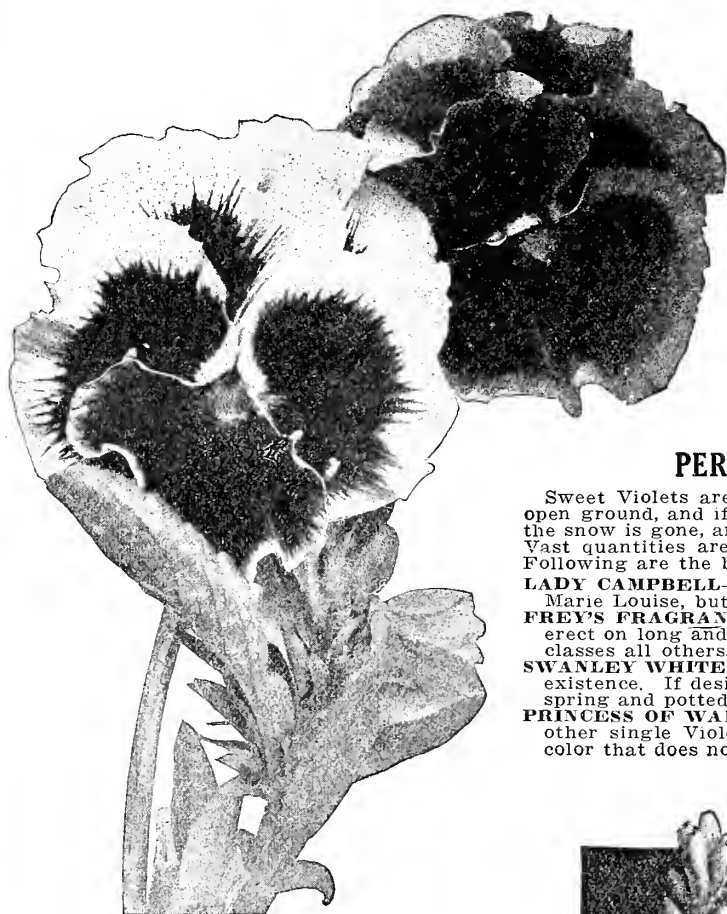 PER
Sweet Violets are
open ground, and if
the snow is gone, a
Vast quantities are
Following are the b
LADY CAMPBELL-
Marie Louise, but
FREY'S FRAGRAN
erect on long and
classes all others.
SWANLEY WHITE
existence. If desi
spring and potted
PRINCESS OF WA
other single Viol
color that does no